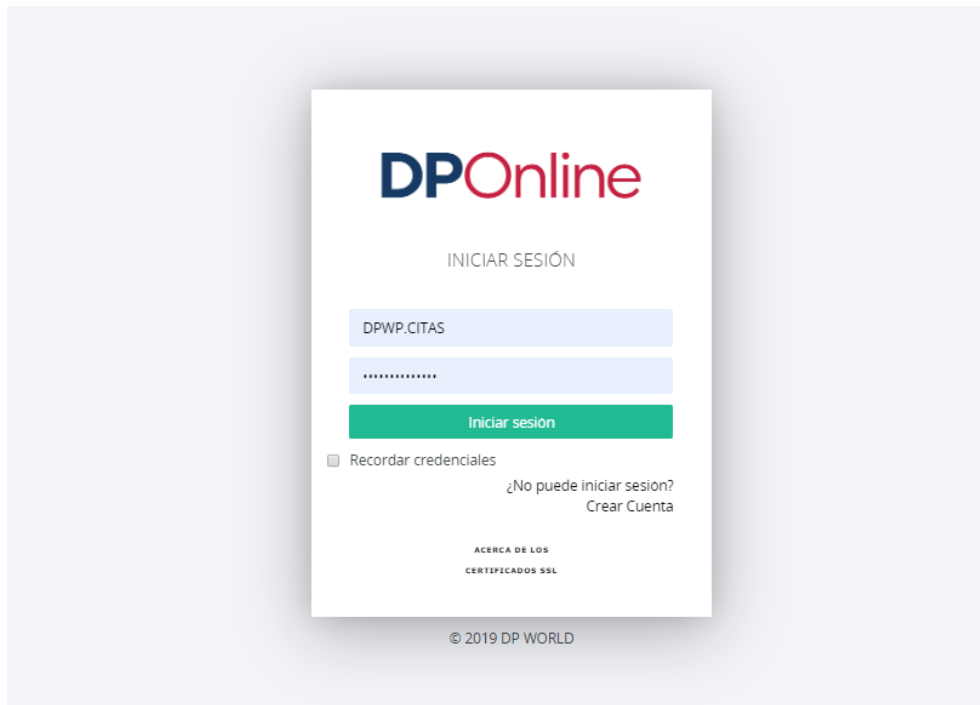 DPOnline
INICIAR SESIÓN
DPWP.CITAS
••••••••••••••
Iniciar sesión
Recordar credenciales
¿No puede iniciar sesión?
Crear Cuenta
ACERCA DE LOS
CERTIFICADOS SSL
© 2019 DP WORLD